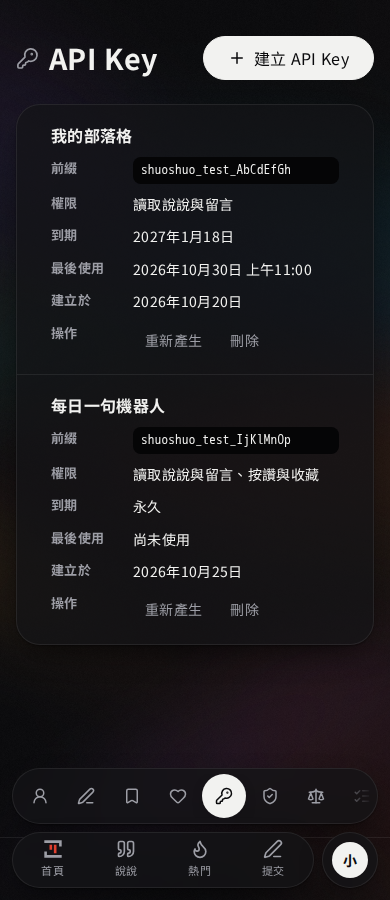 API Key
建立 API Key
我的部落格
前綴 shuoshuo_test_AbCdEfGh
權限 讀取說說與留言
到期 2027年1月18日
最後使用 2026年10月30日 上午11:00
建立於 2026年10月20日
操作 重新產生 刪除
每日一句機器人
前綴 shuoshuo_test_IjKlMnOp
權限 讀取說說與留言、按讚與收藏
到期 永久
最後使用 尚未使用
建立於 2026年10月25日
操作 重新產生 刪除
首頁 說說 熱門 提交 小